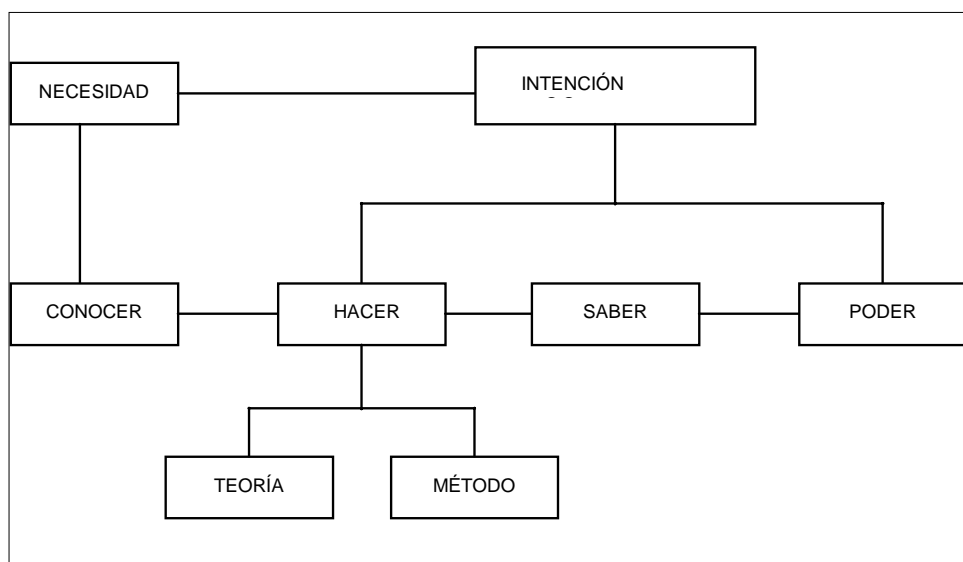 NECESIDAD
INTENCIÓN
CONOCER
HACER
SABER
PODER
TEORÍA
MÉTODO